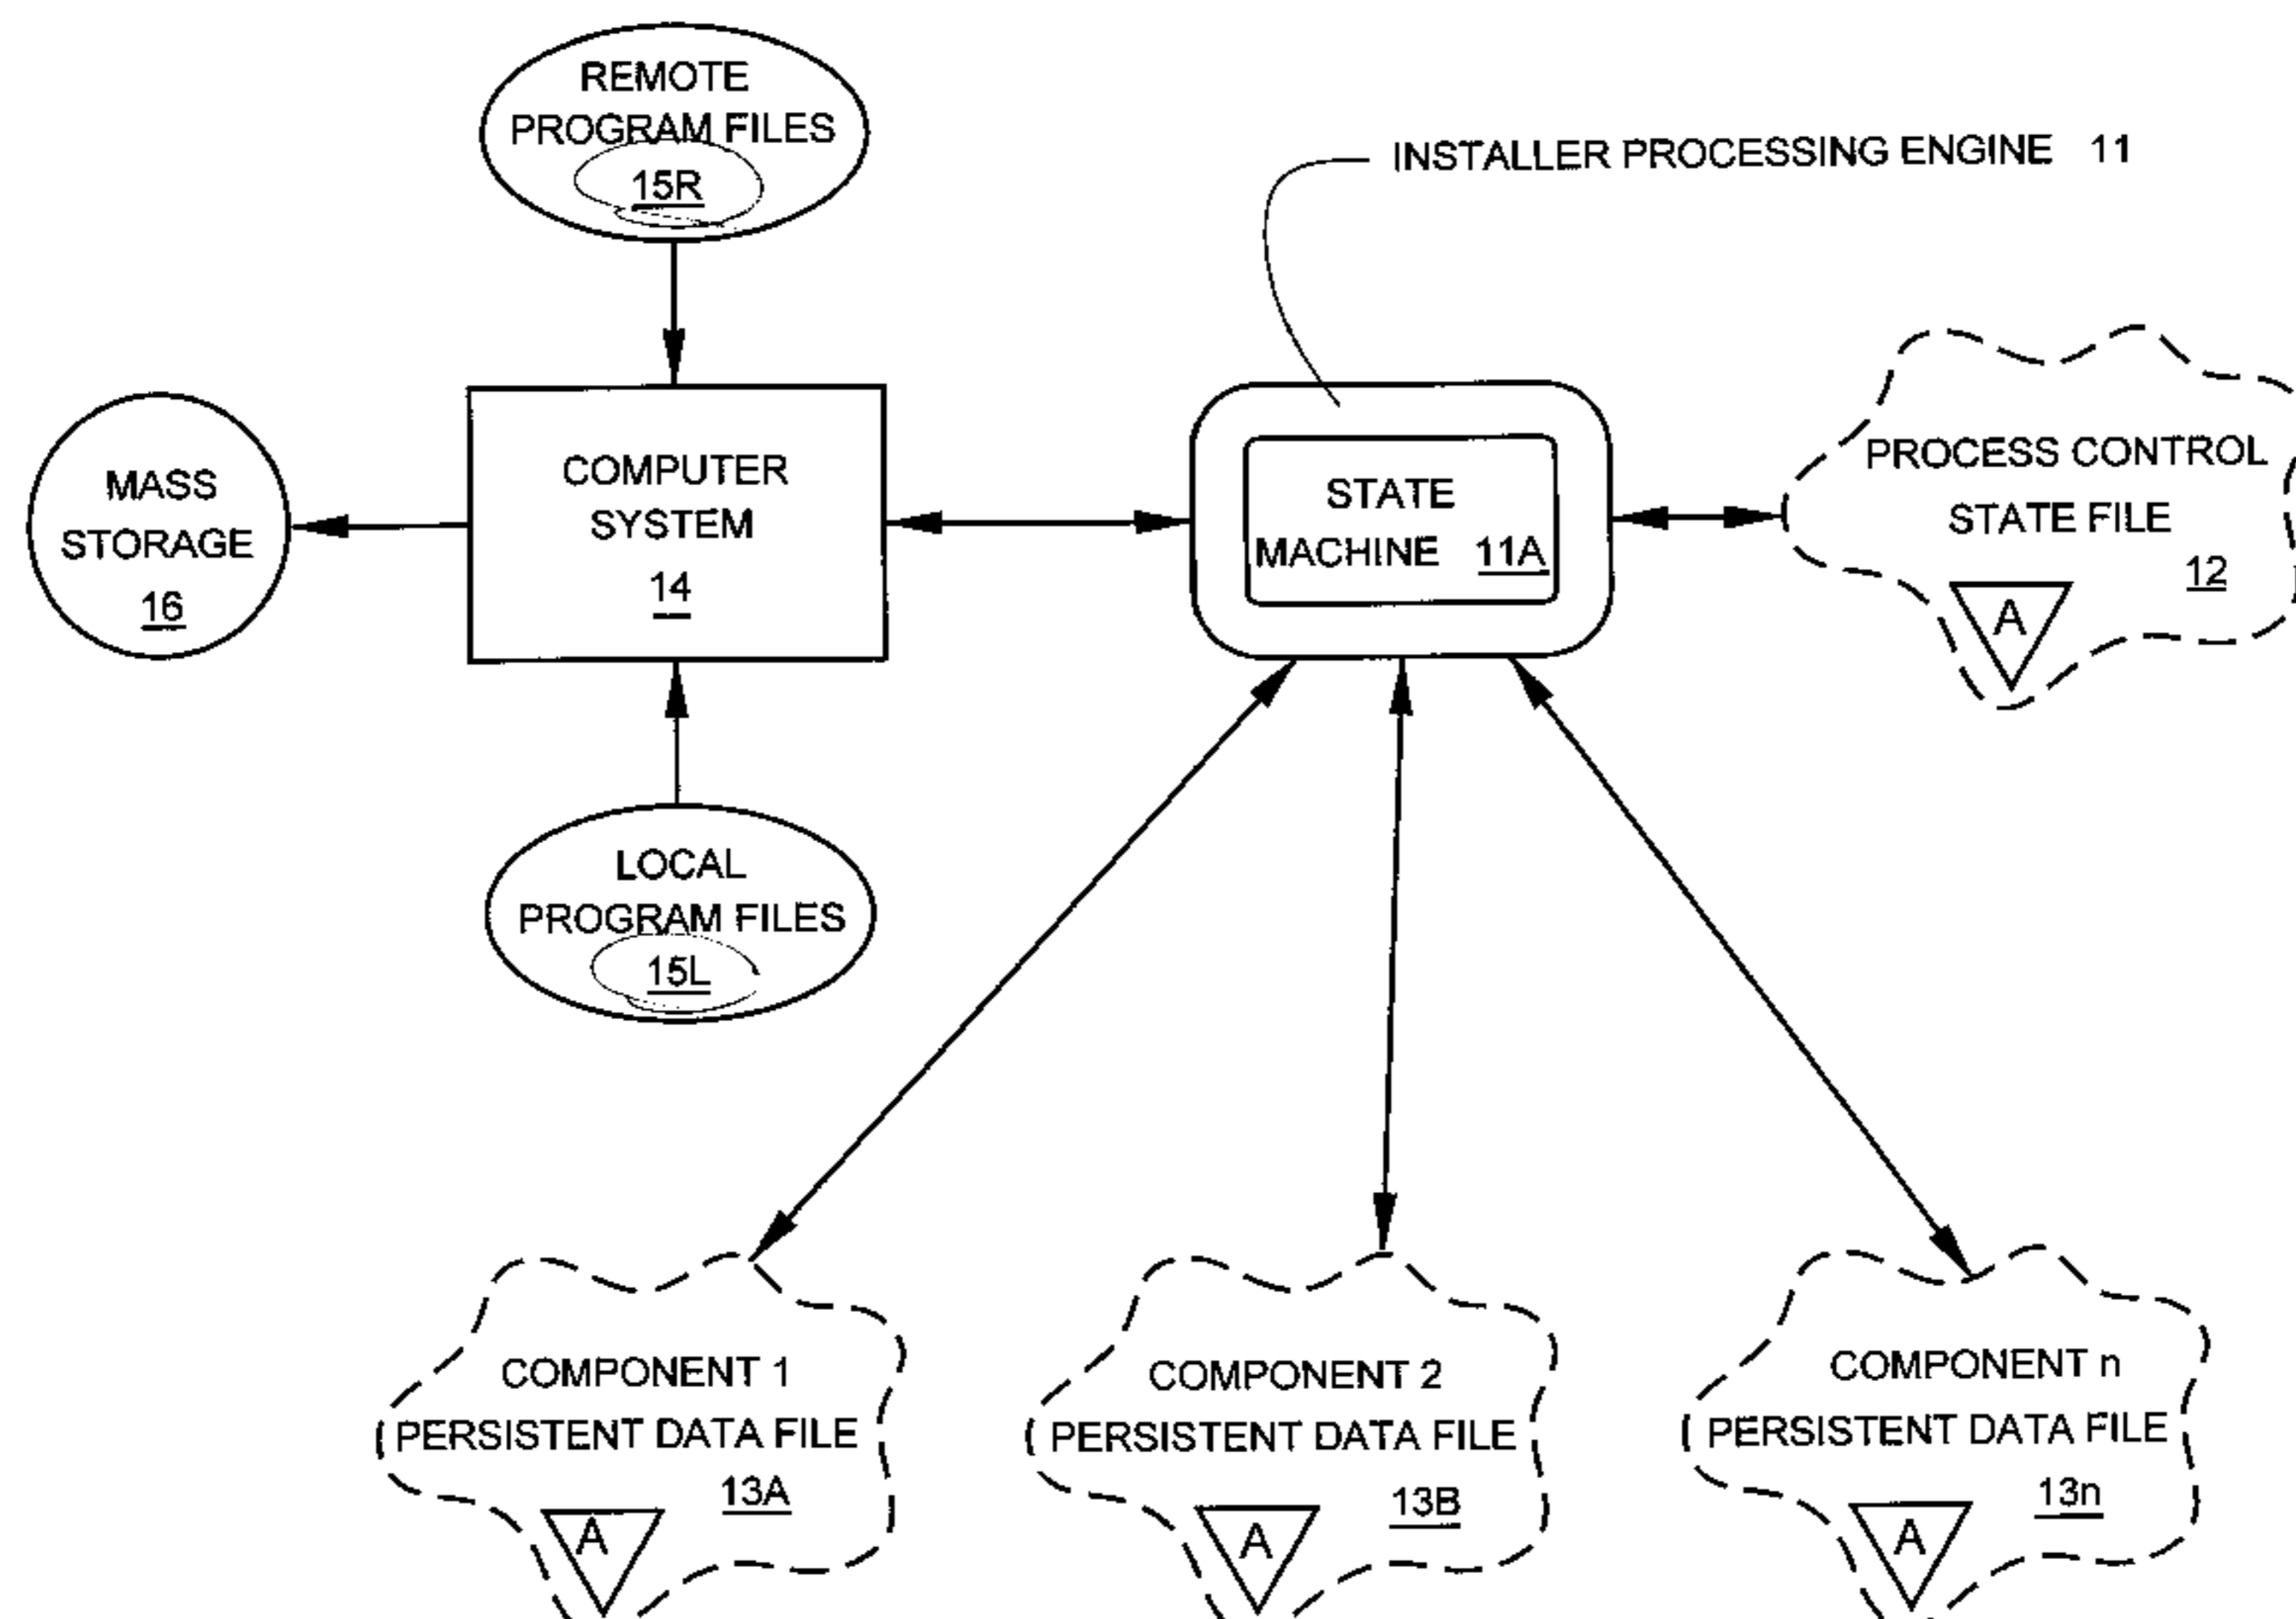 REMOTE
PROGRAM FILES
15R
INSTALLER PROCESSING ENGINE 11
MASS
STORAGE
16
COMPUTER
SYSTEM
14
STATE
MACHINE 11A
PROCESS CONTROL
STATE FILE
12
A
LOCAL
PROGRAM FILES
15L
COMPONENT 1
PERSISTENT DATA FILE
13A
A
COMPONENT 2
PERSISTENT DATA FILE
13B
A
COMPONENT n
PERSISTENT DATA FILE
13n
A